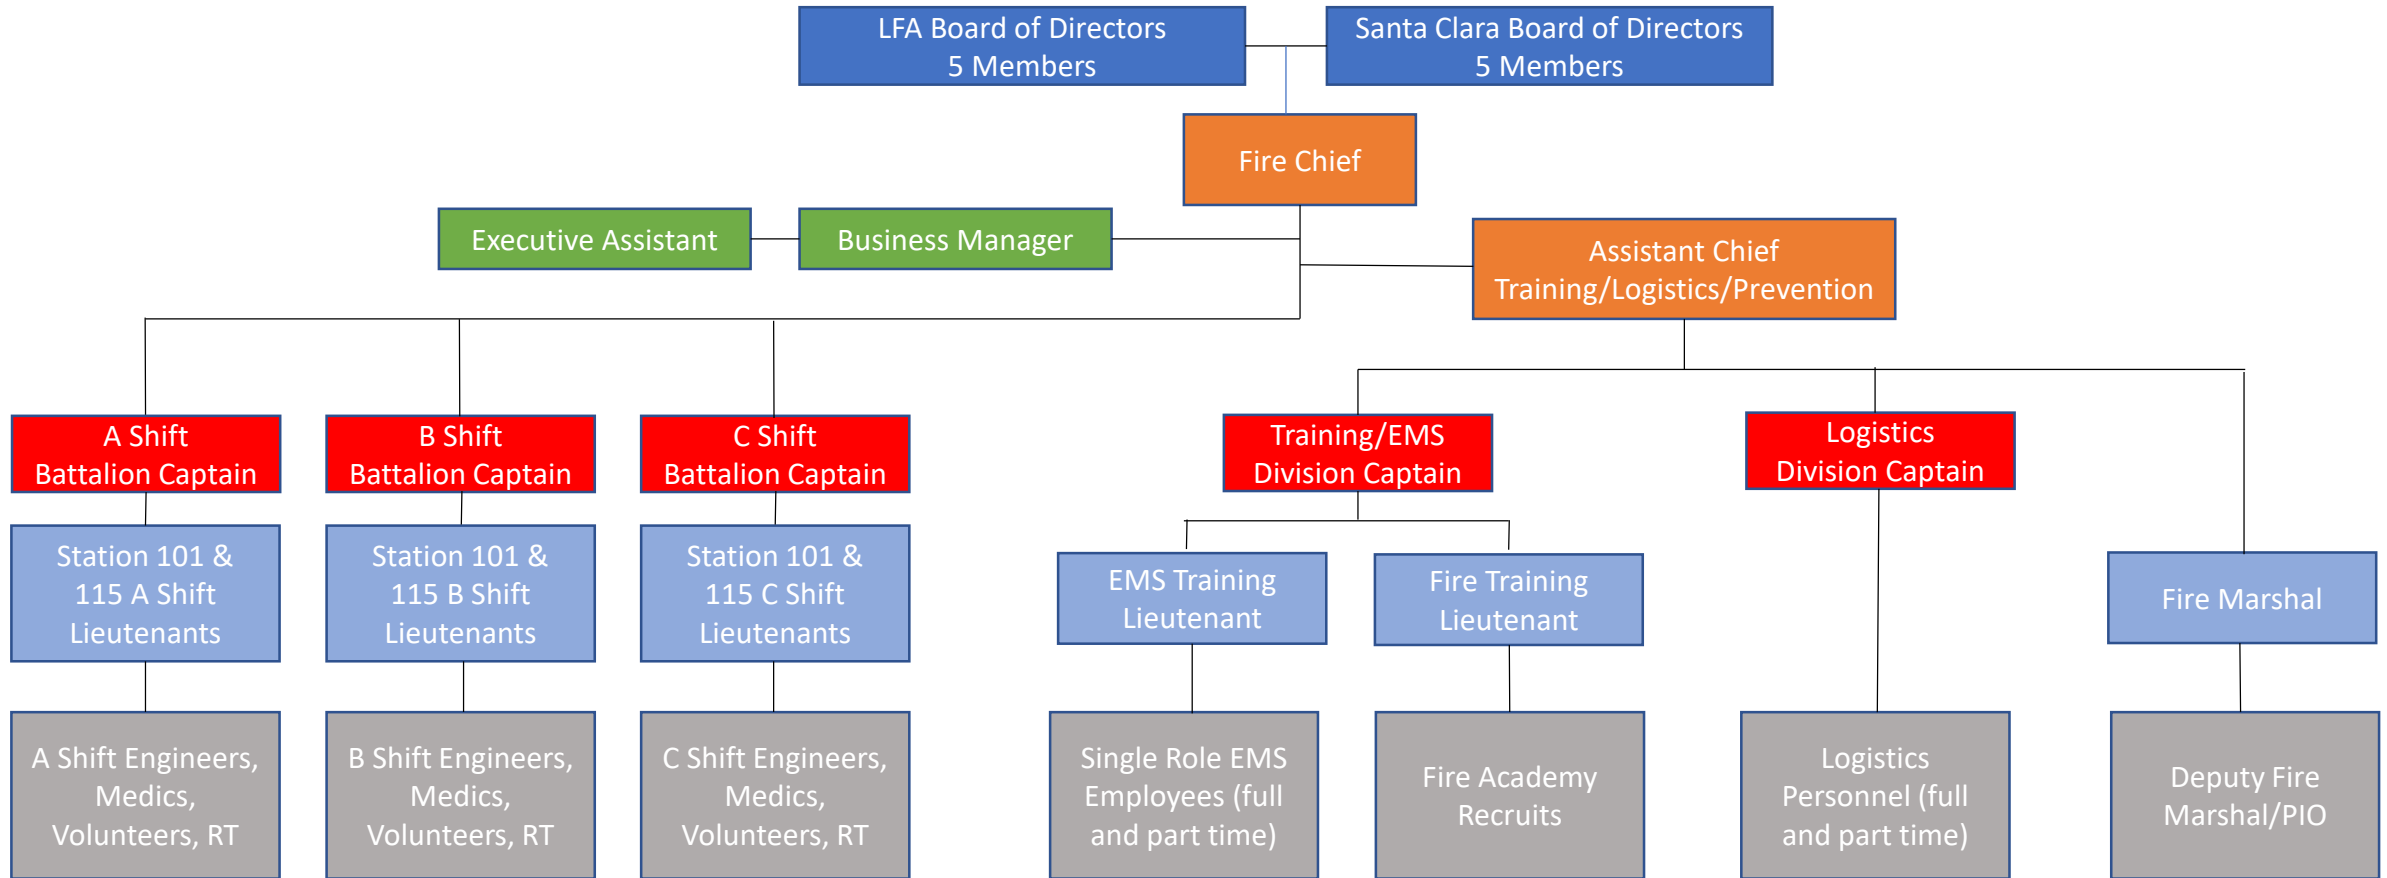 LFA Board of Directors
5 Members
Santa Clara Board of Directors
5 Members
Fire Chief
Executive Assistant
Business Manager
Assistant Chief
Training/Logistics/Prevention
A Shift
Battalion Captain
B Shift
Battalion Captain
C Shift
Battalion Captain
Training/EMS
Division Captain
Logistics
Division Captain
Station 101 &
115 A Shift
Lieutenants
Station 101 &
115 B Shift
Lieutenants
Station 101 &
115 C Shift
Lieutenants
EMS Training
Lieutenant
Fire Training
Lieutenant
Fire Marshal
A Shift Engineers,
Medics,
Volunteers, RT
B Shift Engineers,
Medics,
Volunteers, RT
C Shift Engineers,
Medics,
Volunteers, RT
Single Role EMS
Employees (full
and part time)
Fire Academy
Recruits
Logistics
Personnel (full
and part time)
Deputy Fire
Marshal/PIO